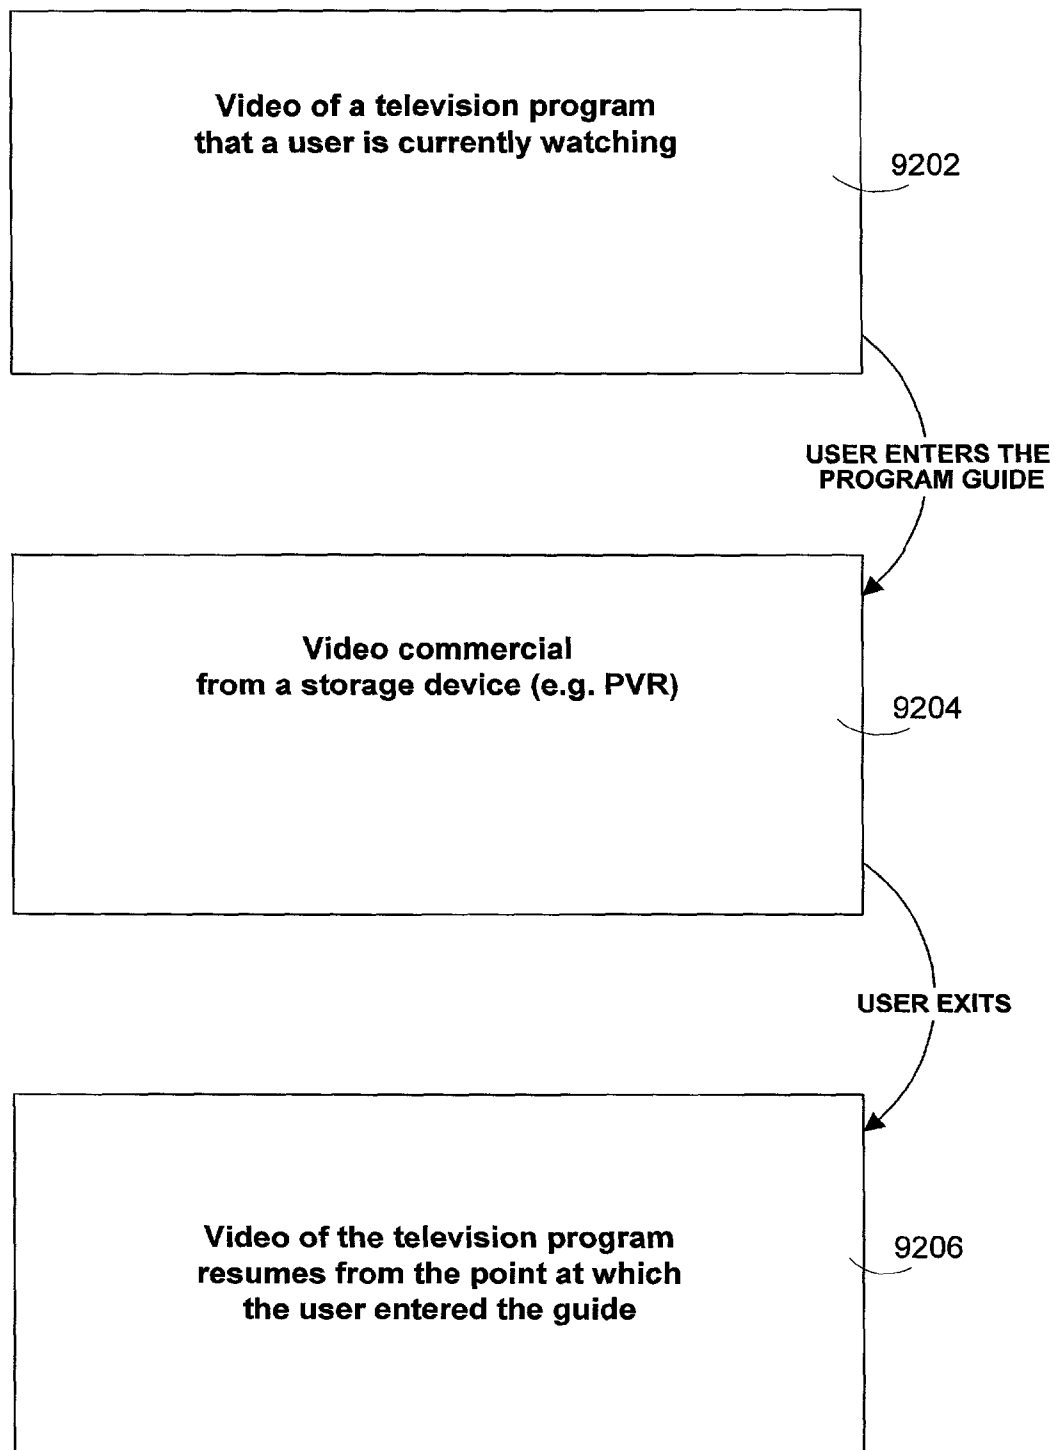 Video of a television program
that a user is currently watching
9202
USER ENTERS THE
PROGRAM GUIDE
Video commercial
from a storage device (e.g. PVR)
9204
USER EXITS
Video of the television program
resumes from the point at which
the user entered the guide
9206